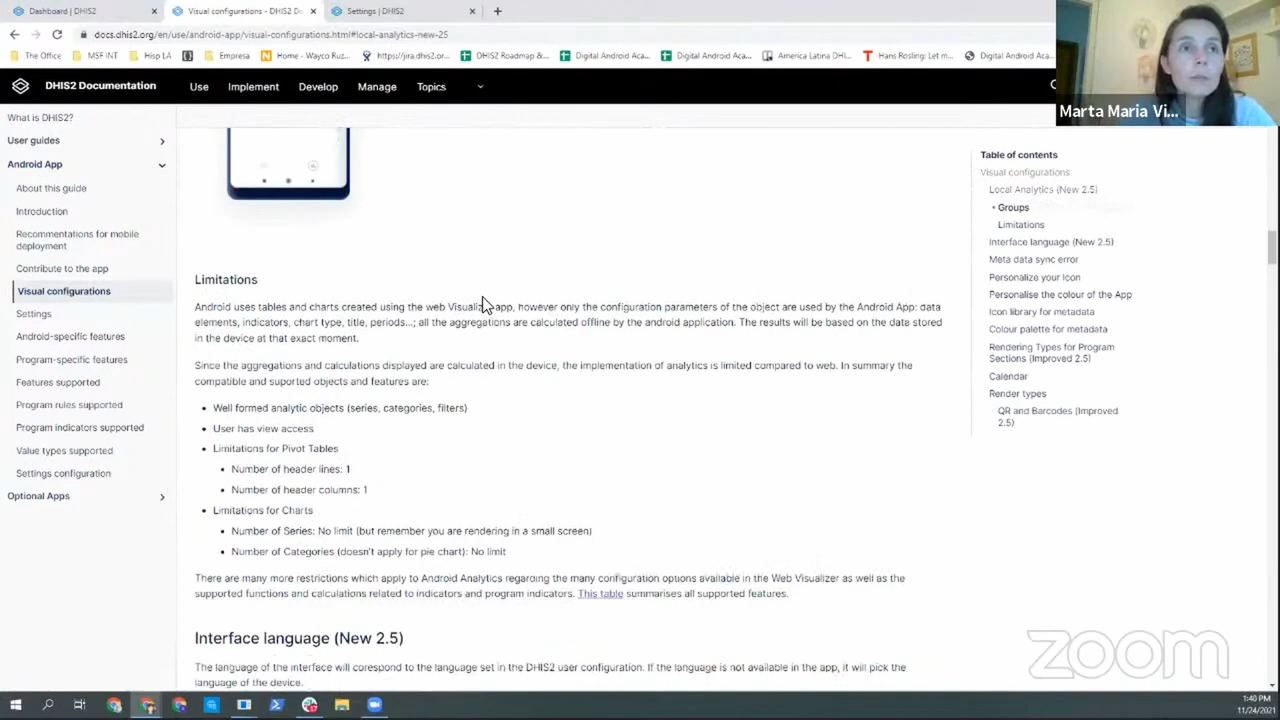 Dashboard | DHIS2
Visual configurations - DHIS2 Do
Settings | DHIS2
docs.dhis2.org/en/use/android-app/visual-configurations.html#local-analytics-new-25
The Office
MSF INT
Hisp LA
Empresa
Home - Wayco Ruz...
https://jira.dhis2.or...
DHIS2 Roadmap &...
Digital Android Aca...
Digital Android Aca...
America Latina DHI...
Hans Rosling: Let m...
Digital Android Aca...
Marta Maria Vi...
DHIS2 Documentation
Use
Implement
Develop
Manage
Topics
What is DHIS2?
User guides
Android App
About this guide
Introduction
Recommendations for mobile
deployment
Contribute to the app
Visual configurations
Settings
Android-specific features
Program-specific features
Features supported
Program rules supported
Program indicators supported
Value types supported
Settings configuration
Optional Apps
Limitations
Android uses tables and charts created using the web Visualizer app, however only the configuration parameters of the object are used by the Android App: data
elements, indicators, chart type, title, periods...; all the aggregations are calculated offline by the android application. The results will be based on the data stored
in the device at that exact moment.
Since the aggregations and calculations displayed are calculated in the device, the implementation of analytics is limited compared to web. In summary the
compatible and suported objects and features are:
• Well formed analytic objects (series, categories, filters)
• User has view access
• Limitations for Pivot Tables
• Number of header lines: 1
• Number of header columns: 1
• Limitations for Charts
• Number of Series: No limit (but remember you are rendering in a small screen)
• Number of Categories (doesn't apply for pie chart): No limit
There are many more restrictions which apply to Android Analytics regarding the many configuration options available in the Web Visualizer as well as the
supported functions and calculations related to indicators and program indicators. This table summarises all supported features.
Interface language (New 2.5)
The language of the interface will corespond to the language set in the DHIS2 user configuration. If the language is not available in the app, it will pick the
language of the device.
Table of contents
Visual configurations
Local Analytics (New 2.5)
• Groups
Limitations
Interface language (New 2.5)
Meta data sync error
Personalize your Icon
Personalise the colour of the App
Icon library for metadata
Colour palette for metadata
Rendering Types for Program
Sections (Improved 2.5)
Calendar
Render types
QR and Barcodes (Improved
2.5)
zoom
1:40 PM
11/24/2021